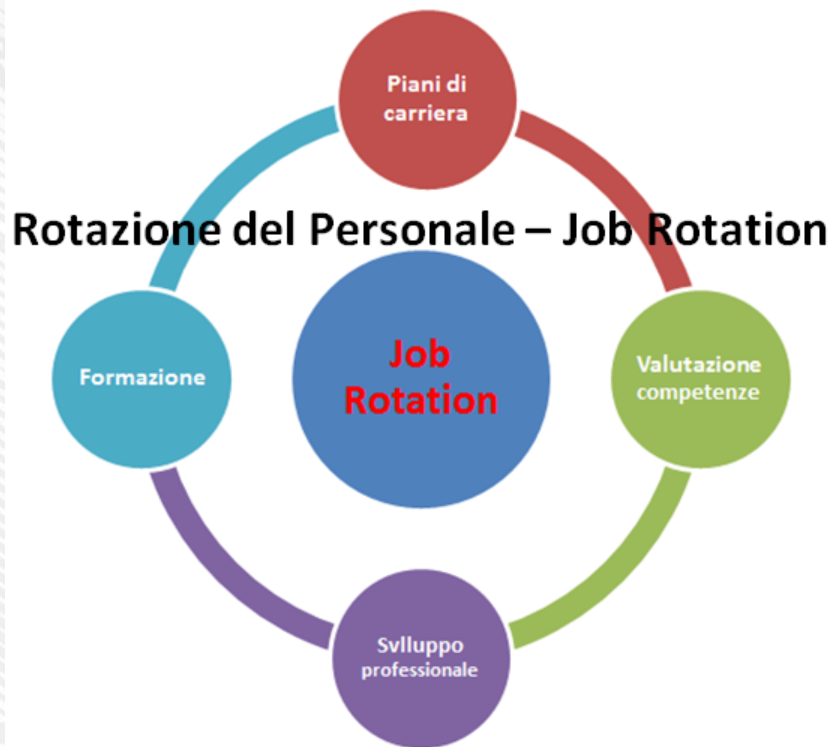 Piani di
carriera
Rotazione del Personale – Job Rotation
Job
Rotation
Formazione
Valutazione
competenze
Svlluppo
professionale